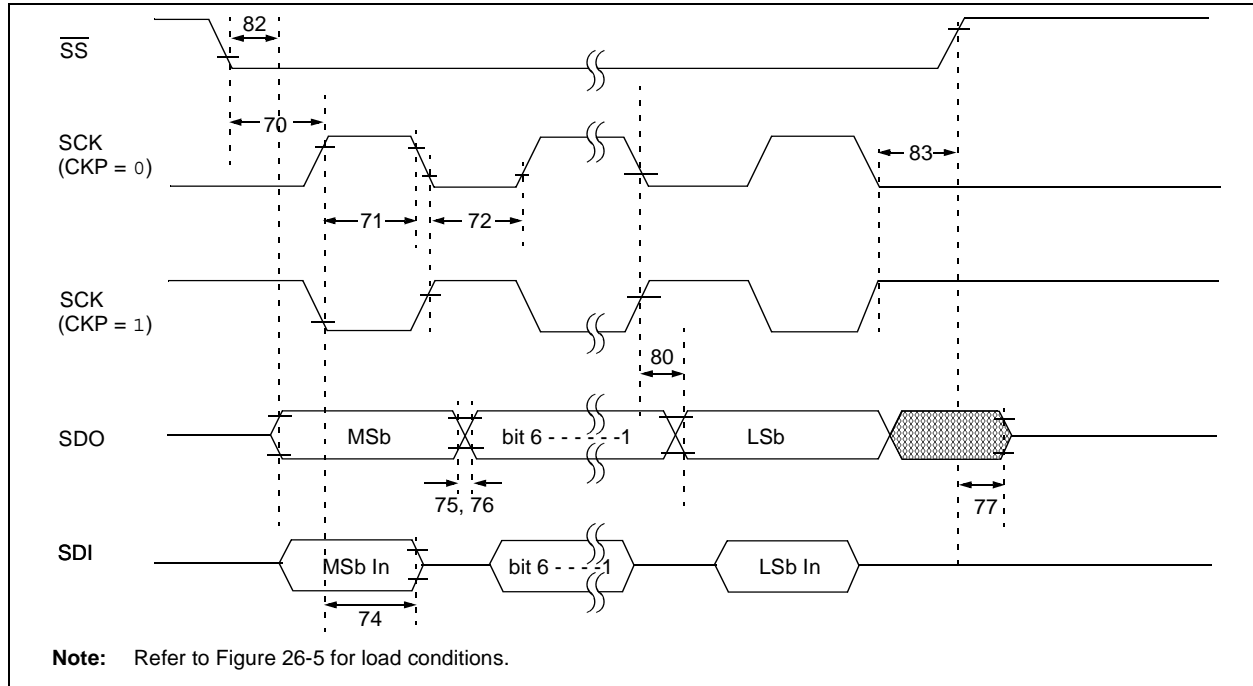 82
SS
70
SCK
(CKP = 0)
83
71
72
SCK
(CKP = 1)
80
SDO
MSb
bit 6 - - - - - -1
LSb
75, 76
77
SDI
MSb In
bit 6 - - - -1
LSb In
74
Note: Refer to Figure 26-5 for load conditions.